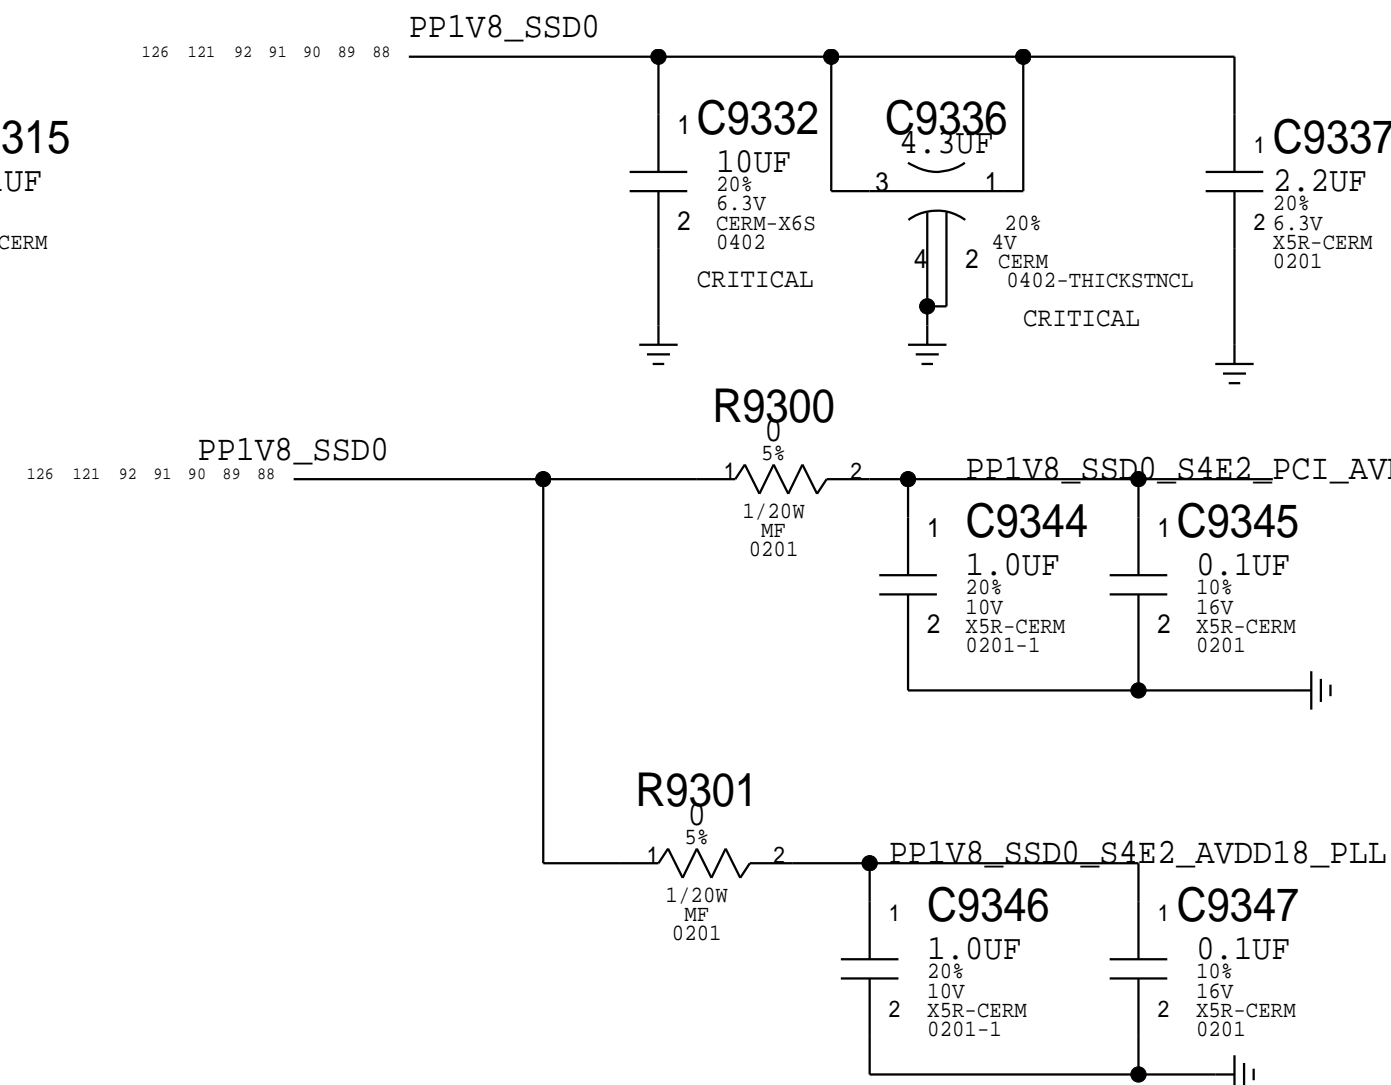 PP1V8_SSD0
126 121 92 91 90 89 88
315
UF
CERM
1 C9332
10UF
20%
6.3V
2 CERM-X6S
0402
CRITICAL
C9336
4.3UF
3 1
20%
4V
4 2 CERM
0402-THICKSTNCL
CRITICAL
1 C9337
2.2UF
20%
2 6.3V
X5R-CERM
0201
PP1V8_SSD0
126 121 92 91 90 89 88
R9300
0
5%
1 2
1/20W
MF
0201
PP1V8_SSD0_S4E2_PCI_AV
1 C9344
1.0UF
20%
10V
2 X5R-CERM
0201-1
1 C9345
0.1UF
10%
16V
2 X5R-CERM
0201
R9301
0
5%
1 2
1/20W
MF
0201
PP1V8_SSD0_S4E2_AVDD18_PLL
1 C9346
1.0UF
20%
10V
2 X5R-CERM
0201-1
1 C9347
0.1UF
10%
16V
2 X5R-CERM
0201